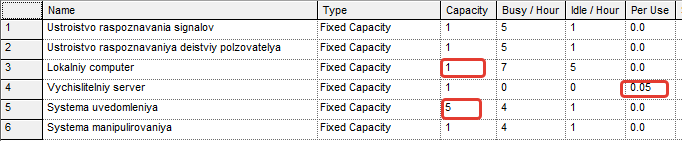 Name Type Capacity Busy / Hour Idle / Hour Per Use
1 Ustroistvo raspoznavania signalov Fixed Capacity 1 5 1 0.0
2 Ustroistvo raspoznavaniya deistviy polzovatelya Fixed Capacity 1 5 1 0.0
3 Lokalniy computer Fixed Capacity 1 7 5 0.0
4 Vychislitelniy server Fixed Capacity 1 0 0 0.05
5 Systema uvedomleniya Fixed Capacity 5 4 1 0.0
6 Systema manipulirovaniya Fixed Capacity 1 4 1 0.0